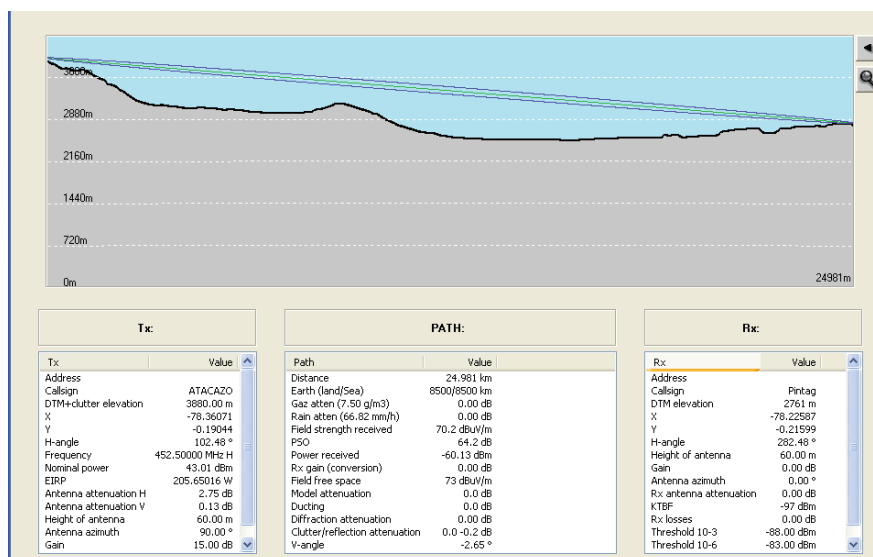 3600m
2880m
2160m
1440m
720m
0m
24981m
Tx:
Tx Value
Address
Callsign ATACAZO
DTM+clutter elevation 3880.00 m
X -78.36071
Y -0.19044
H-angle 102.48 °
Frequency 452.50000 MHz H
Nominal power 43.01 dBm
EIRP 205.65016 W
Antenna attenuation H 2.75 dB
Antenna attenuation V 0.13 dB
Height of antenna 60.00 m
Antenna azimuth 90.00 °
Gain 15.00 dB
PATH:
Path Value
Distance 24.981 km
Earth (land/Sea) 8500/8500 km
Gaz atten (7.50 g/m3) 0.00 dB
Rain atten (66.82 mm/h) 0.00 dB
Field strength received 70.2 dBuV/m
PSO 64.2 dB
Power received -60.13 dBm
Rx gain (conversion) 0.00 dB
Field free space 73 dBuV/m
Model attenuation 0.0 dB
Ducting 0.0 dB
Diffraction attenuation 0.00 dB
Clutter/reflection attenuation 0.0 -0.2 dB
V-angle -2.65 °
Rx:
Rx Value
Address
Callsign Pintag
DTM elevation 2761 m
X -78.22587
Y -0.21599
H-angle 282.48 °
Height of antenna 60.00 m
Gain 0.00 dB
Antenna azimuth 0.00 °
Rx antenna attenuation 0.00 dB
KTBF -97 dBm
Rx losses 0.00 dB
Threshold 10-3 -88.00 dBm
Threshold 10-6 -83.00 dBm